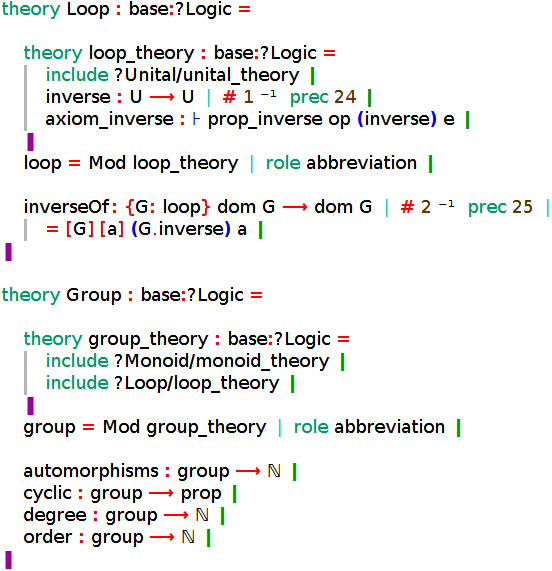 theory Loop : base:?Logic =
theory loop_theory : base:?Logic =
include ?Unital/unital_theory ❙
inverse : U ⟶ U ❘ # 1 ⁻¹ prec 24 ❙
axiom_inverse : ⊦ prop_inverse op (inverse) e ❙
❚
loop = Mod loop_theory ❘ role abbreviation ❙
inverseOf: {G: loop} dom G ⟶ dom G ❘ # 2 ⁻¹ prec 25 ❘
= [G] [a] (G.inverse) a ❙
❚
theory Group : base:?Logic =
theory group_theory : base:?Logic =
include ?Monoid/monoid_theory ❙
include ?Loop/loop_theory ❙
❚
group = Mod group_theory ❘ role abbreviation ❙
automorphisms : group ⟶ ℕ ❙
cyclic : group ⟶ prop ❙
degree : group ⟶ ℕ ❙
order : group ⟶ ℕ ❙
❚